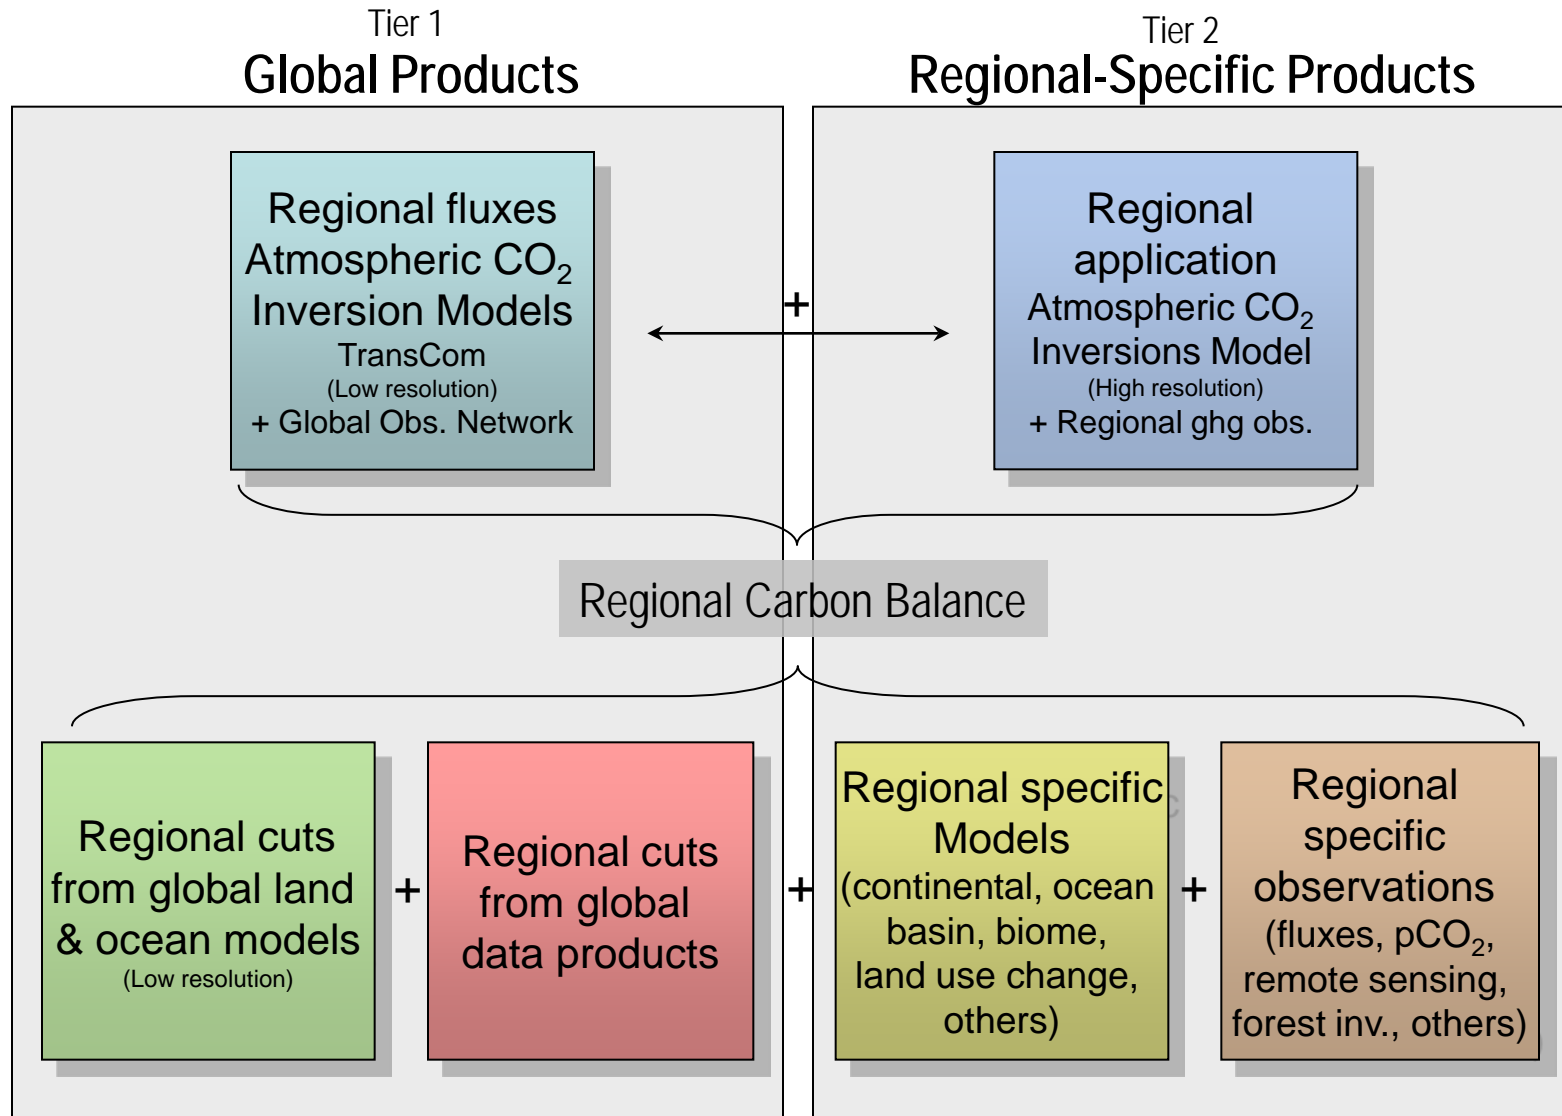 Tier 1
Global Products
Tier 2
Regional-Specific Products
Regional fluxes
Atmospheric CO₂
Inversion Models
TransCom
(Low resolution)
+ Global Obs. Network
+
Regional
application
Atmospheric CO₂
Inversions Model
(High resolution)
+ Regional ghg obs.
Regional Carbon Balance
Regional cuts
from global land
& ocean models
(Low resolution)
+
Regional cuts
from global
data products
+
Regional specific
Models
(continental, ocean
basin, biome,
land use change,
others)
+
Regional
specific
observations
(fluxes, pCO₂,
remote sensing,
forest inv., others)